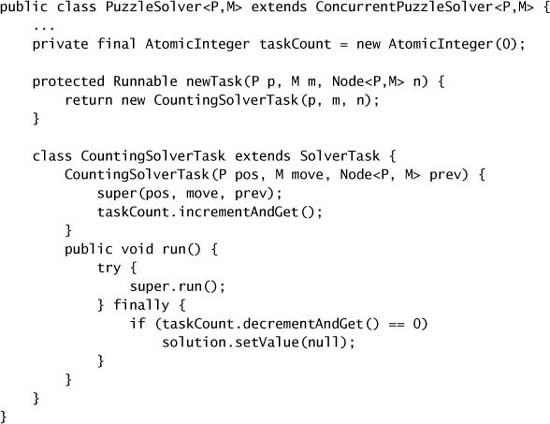 public class PuzzleSolver<P,M> extends ConcurrentPuzzleSolver<P,M> {
    ...
    private final AtomicInteger taskCount = new AtomicInteger(0);

    protected Runnable newTask(P p, M m, Node<P,M> n) {
        return new CountingSolverTask(p, m, n);
    }

    class CountingSolverTask extends SolverTask {
        CountingSolverTask(P pos, M move, Node<P, M> prev) {
            super(pos, move, prev);
            taskCount.incrementAndGet();
        }
        public void run() {
            try {
                super.run();
            } finally {
                if (taskCount.decrementAndGet() == 0)
                    solution.setValue(null);
            }
        }
    }
}